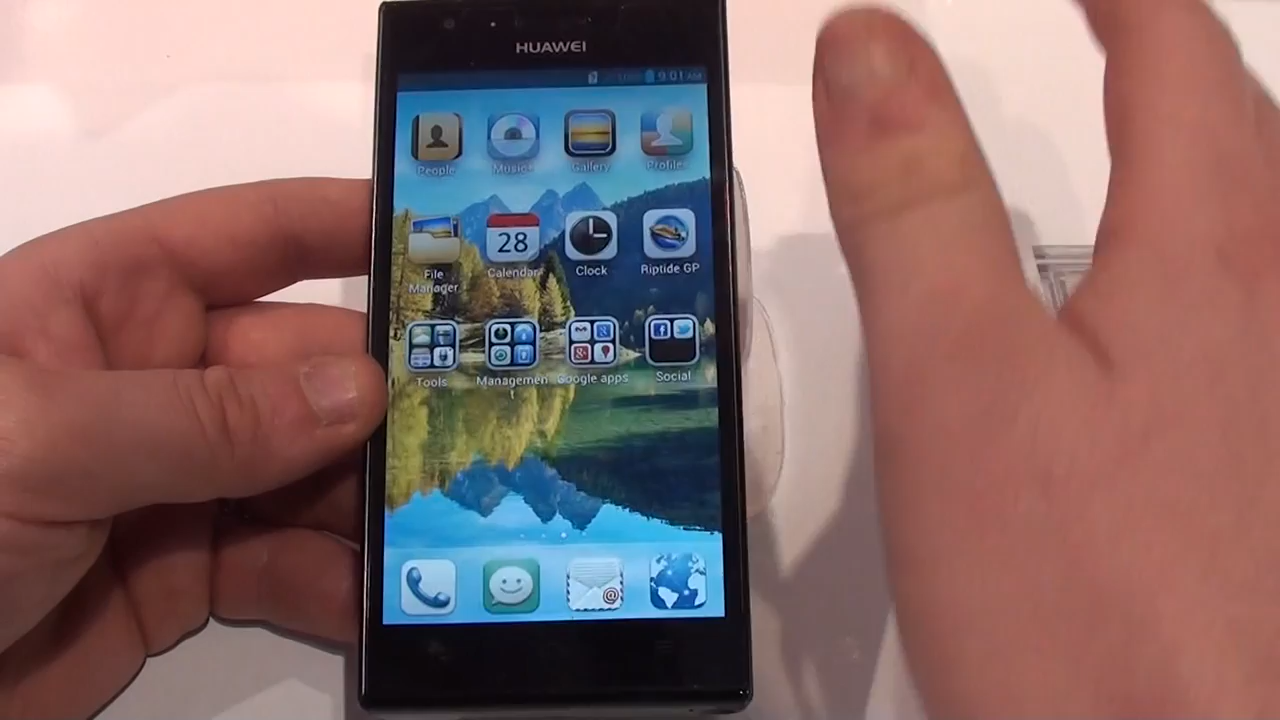 HUAWEI
9:01 AM
People
Music+
Gallery
Profiles
28
File
Manager
Calendar
Clock
Riptide GP
Tools
Managemen
t
Google apps
Social